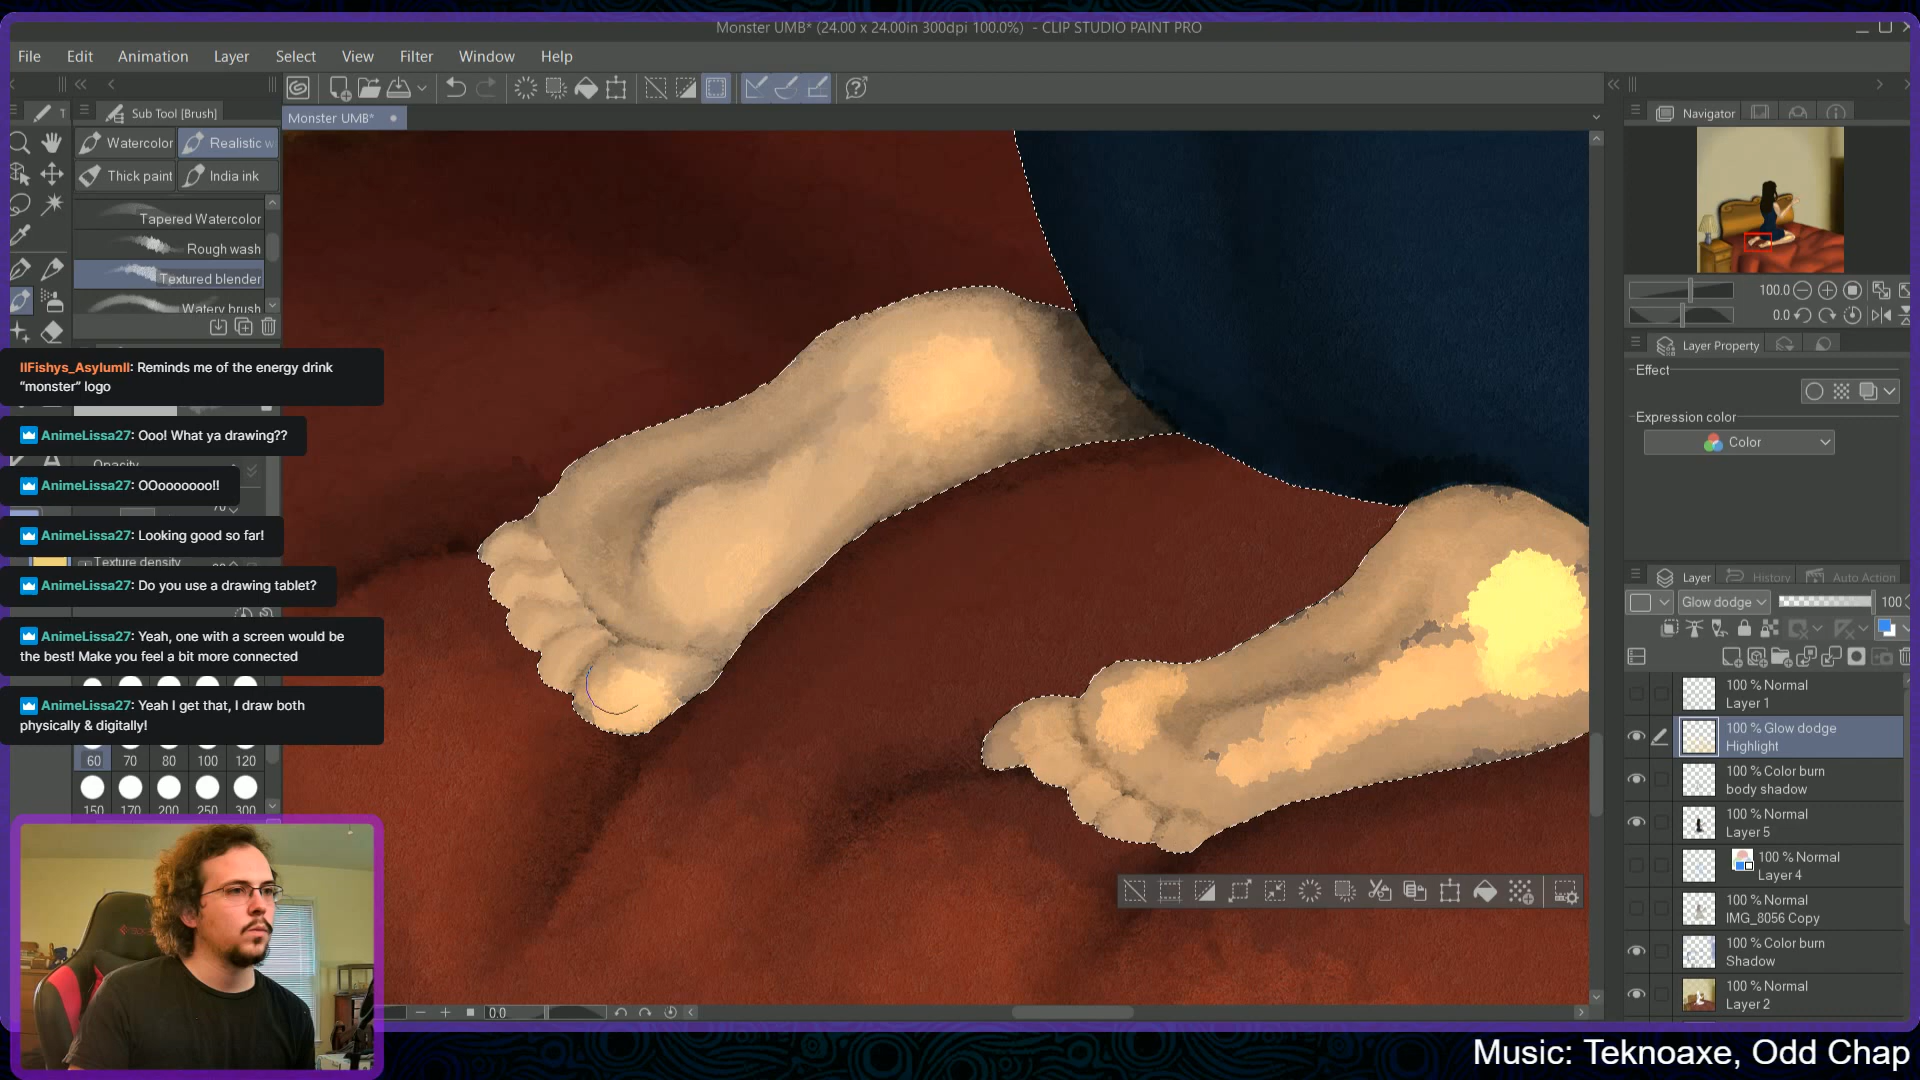 Monster UMB* (24.00 x 24.00in 300dpi 100.0%) - CLIP STUDIO PAINT PRO
File Edit Animation Layer Select View Filter Window Help
Sub Tool [Brush]
Monster UMB*
Navigator
Watercolor
Realistic w
Thick paint
India ink
Tapered Watercolor
Rough wash
Textured blender
Watery brush
100.0
0.0
Layer Property
Effect
Expression color
Color
IIFishys_AsylumII: Reminds me of the energy drink
“monster” logo
AnimeLissa27: Ooo! What ya drawing??
Opacity
AnimeLissa27: OOooooooo!!
AnimeLissa27: Looking good so far!
Texture density
AnimeLissa27: Do you use a drawing tablet?
AnimeLissa27: Yeah, one with a screen would be
the best! Make you feel a bit more connected
AnimeLissa27: Yeah I get that, I draw both
physically & digitally!
60 70 80 100 120
150 170 200 250 300
Layer History Auto Action
Glow dodge 100
100 % Normal
Layer 1
100 % Glow dodge
Highlight
100 % Color burn
body shadow
100 % Normal
Layer 5
100 % Normal
Layer 4
100 % Normal
IMG_8056 Copy
100 % Color burn
Shadow
100 % Normal
Layer 2
0.0
Music: Teknoaxe, Odd Chap